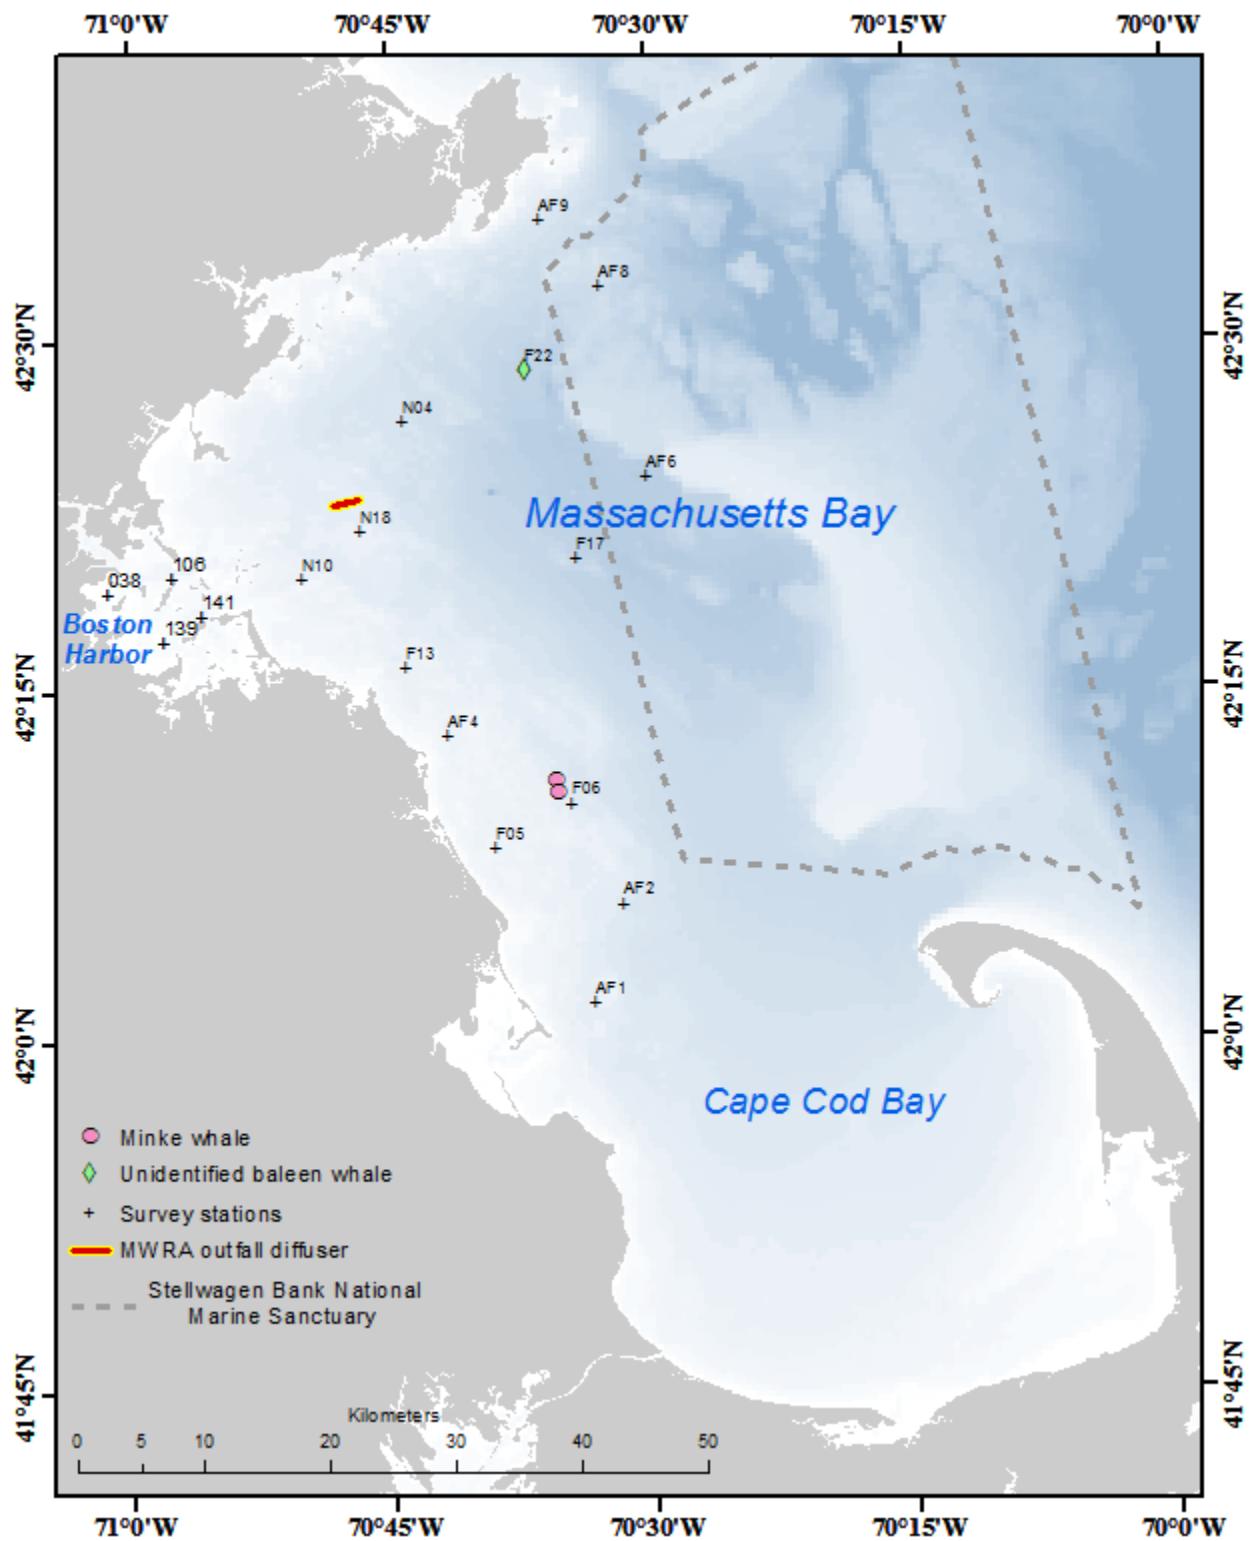 71°0'W 70°45'W 70°30'W 70°15'W 70°0'W
AF9
AF8
42°30'N
42°30'N
F22
N04
AF6
Massachusetts Bay
N18
F17
106
N10
038
141
Boston
139
Harbor
F13
42°15'N
42°15'N
AF4
F06
F05
AF2
AF1
42°0'N
42°0'N
Cape Cod Bay
Minke whale
Unidentified baleen whale
Survey stations
MWRA outfall diffuser
Stellwagen Bank National
Marine Sanctuary
41°45'N
41°45'N
Kilometers
0 5 10 20 30 40 50
71°0'W 70°45'W 70°30'W 70°15'W 70°0'W